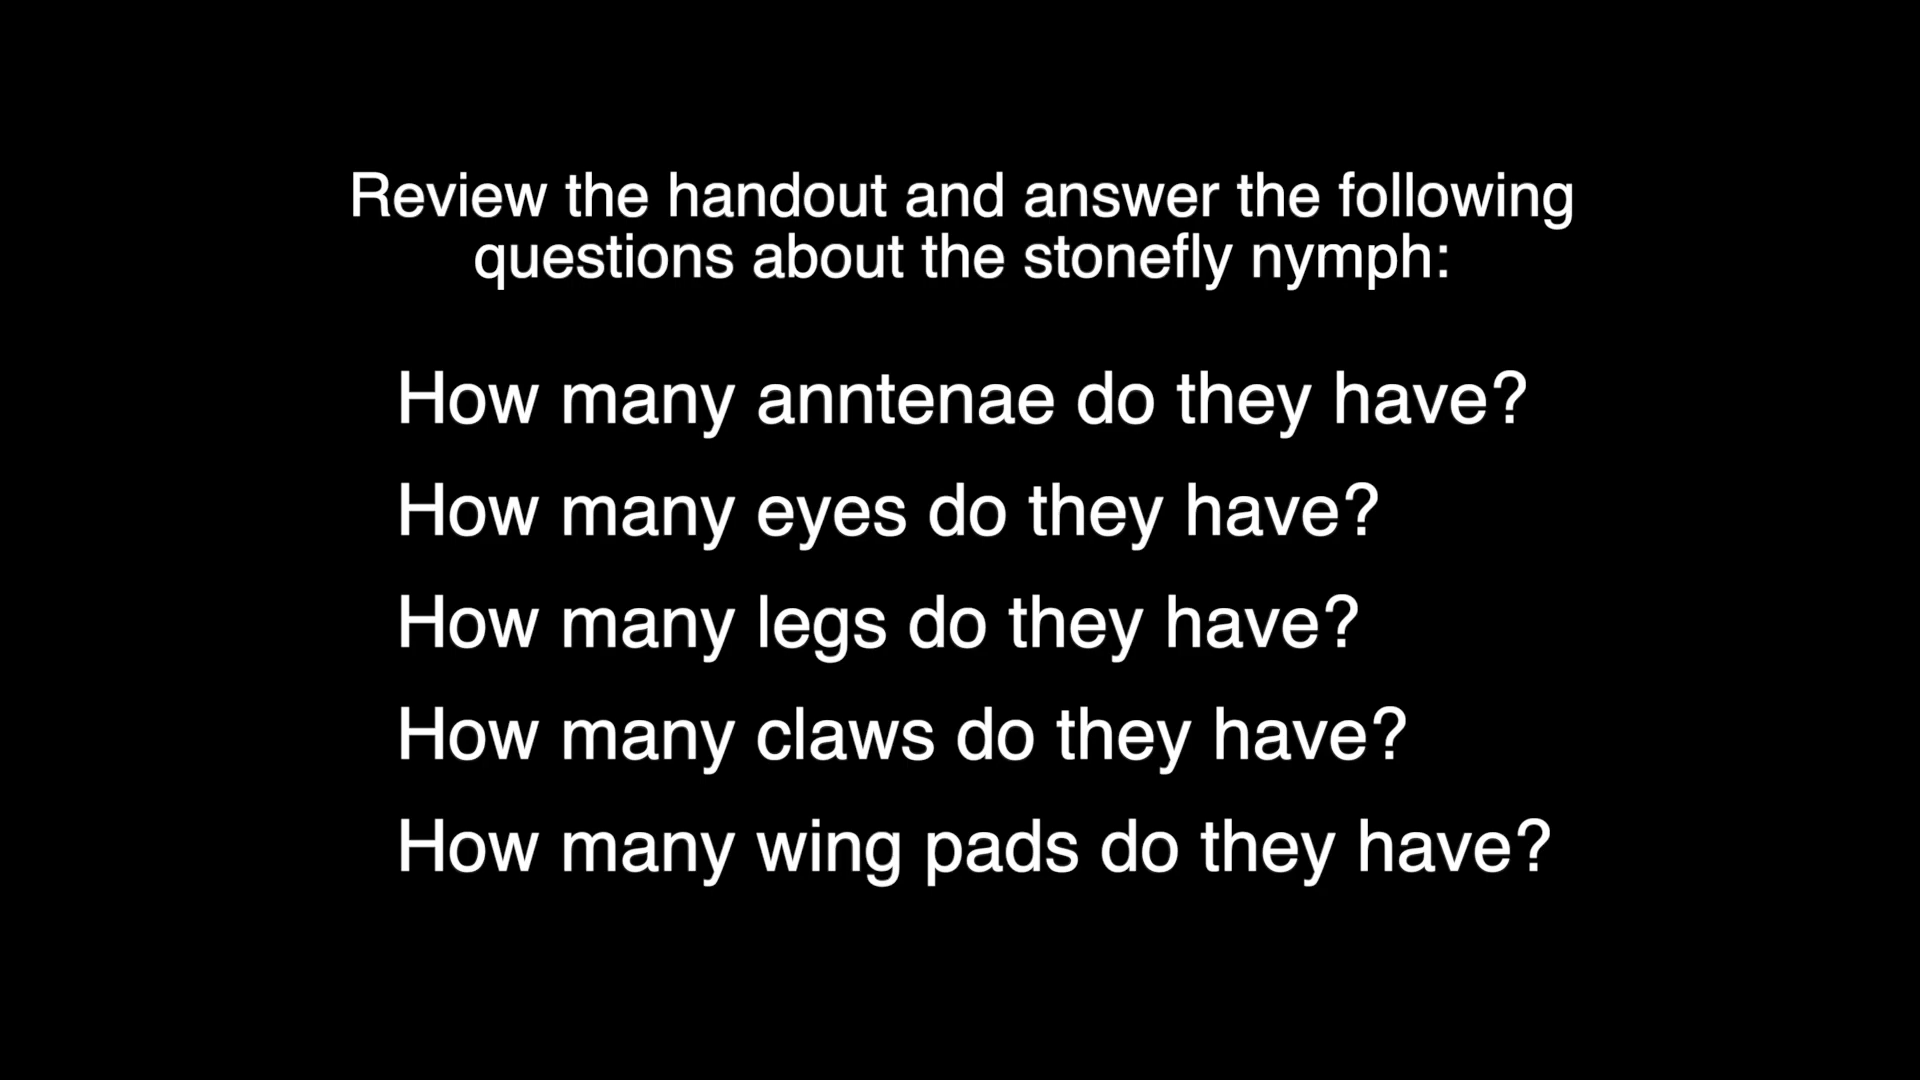 Review the handout and answer the following
questions about the stonefly nymph:
How many anntenae do they have?
How many eyes do they have?
How many legs do they have?
How many claws do they have?
How many wing pads do they have?